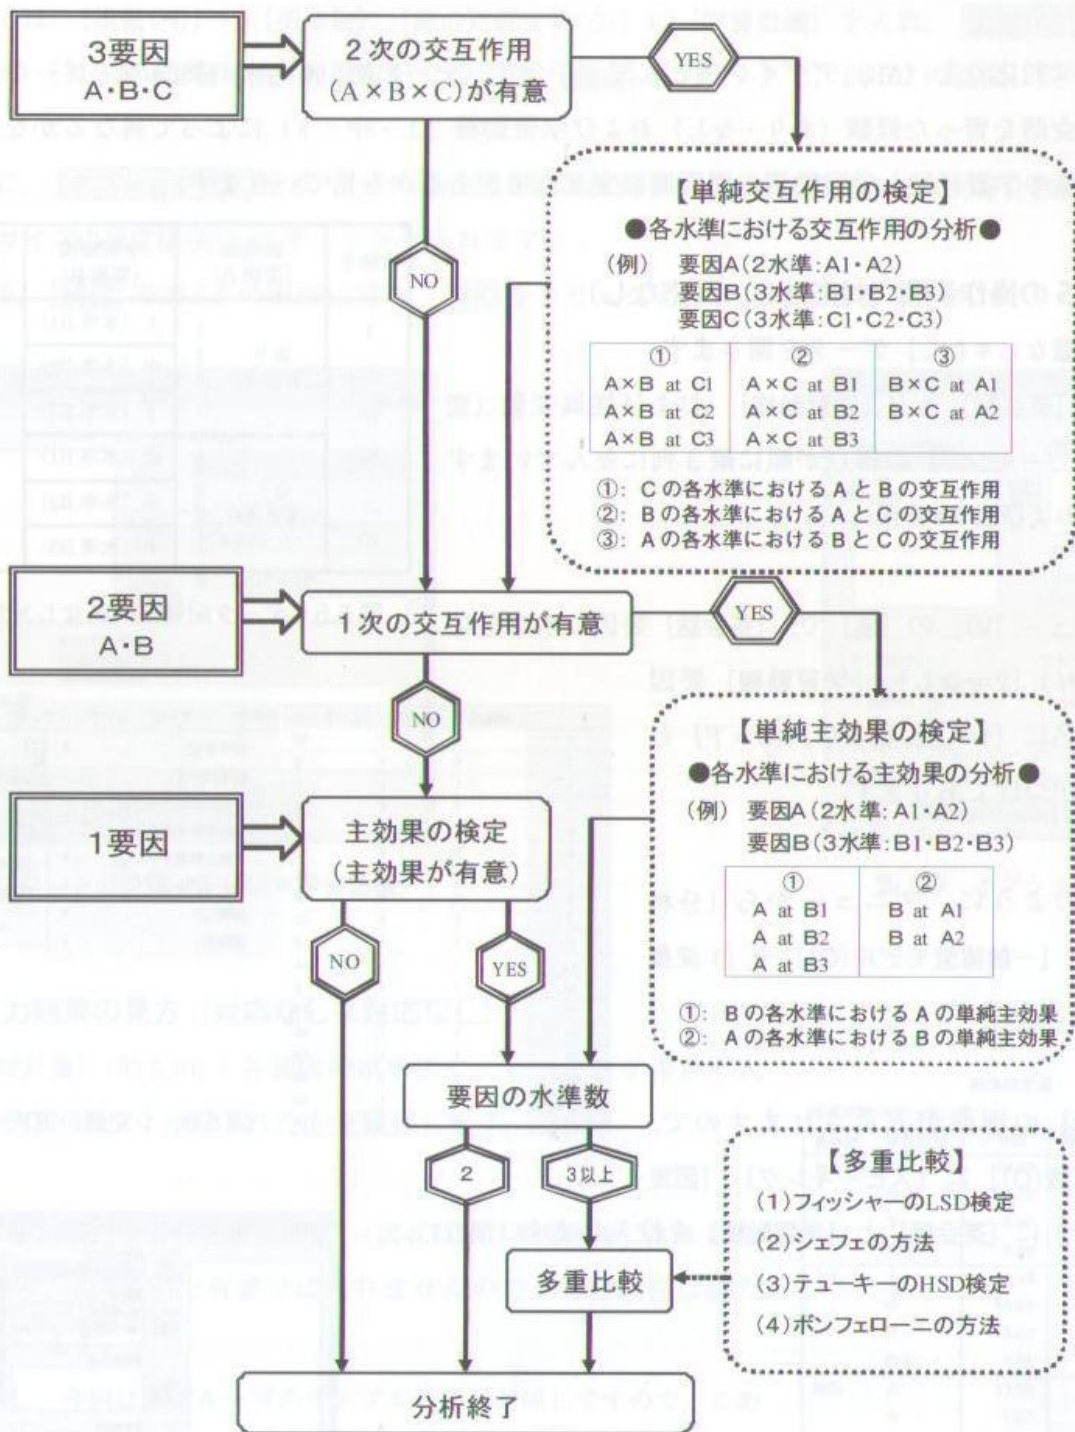 3要因
A・B・C
2次の交互作用
(A×B×C)が有意
YES
【単純交互作用の検定】
●各水準における交互作用の分析●
(例) 要因A(2水準:A1・A2)
要因B(3水準:B1・B2・B3)
要因C(3水準:C1・C2・C3)
① ② ③
A×B at C1 A×C at B1 B×C at A1
A×B at C2 A×C at B2 B×C at A2
A×B at C3 A×C at B3
①: Cの各水準におけるAとBの交互作用
②: Bの各水準におけるAとCの交互作用
③: Aの各水準におけるBとCの交互作用
NO
2要因
A・B
1次の交互作用が有意
YES
NO
【単純主効果の検定】
●各水準における主効果の分析●
(例) 要因A(2水準:A1・A2)
要因B(3水準:B1・B2・B3)
① ②
A at B1 B at A1
A at B2 B at A2
A at B3
①: Bの各水準におけるAの単純主効果
②: Aの各水準におけるBの単純主効果
1要因
主効果の検定
(主効果が有意)
NO
YES
要因の水準数
2
3以上
多重比較
【多重比較】
(1)フィッシャーのLSD検定
(2)シェフェの方法
(3)テューキーのHSD検定
(4)ボンフェローニの方法
分析終了